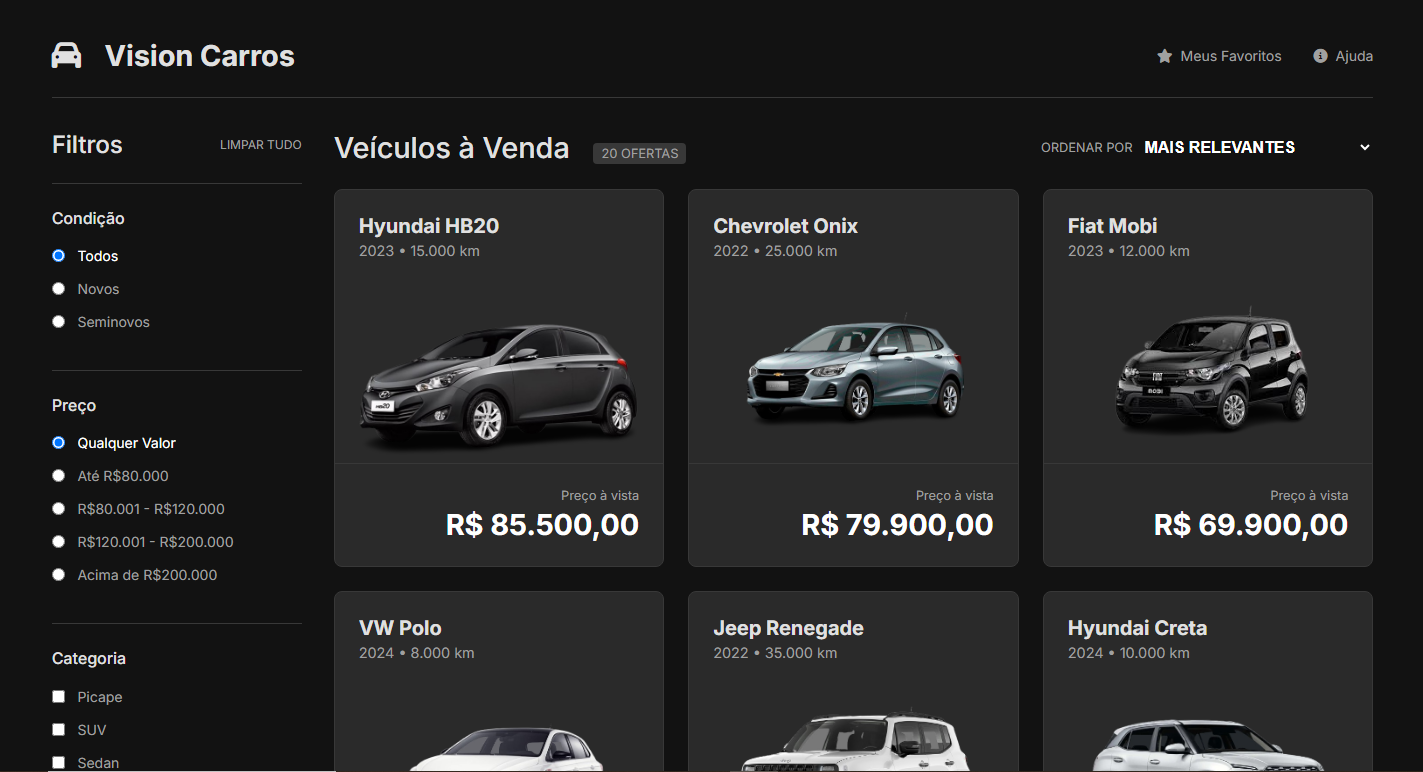 Vision Carros
Meus Favoritos
Ajuda
Filtros
LIMPAR TUDO
Condição
Todos
Novos
Seminovos
Preço
Qualquer Valor
Até R$80.000
R$80.001 - R$120.000
R$120.001 - R$200.000
Acima de R$200.000
Categoria
Picape
SUV
Sedan
Veículos à Venda
20 OFERTAS
ORDENAR POR
MAIS RELEVANTES
Hyundai HB20
2023 • 15.000 km
HB20
Preço à vista
R$ 85.500,00
Chevrolet Onix
2022 • 25.000 km
Preço à vista
R$ 79.900,00
Fiat Mobi
2023 • 12.000 km
FIAT
MOBI
Preço à vista
R$ 69.900,00
VW Polo
2024 • 8.000 km
Jeep Renegade
2022 • 35.000 km
Hyundai Creta
2024 • 10.000 km